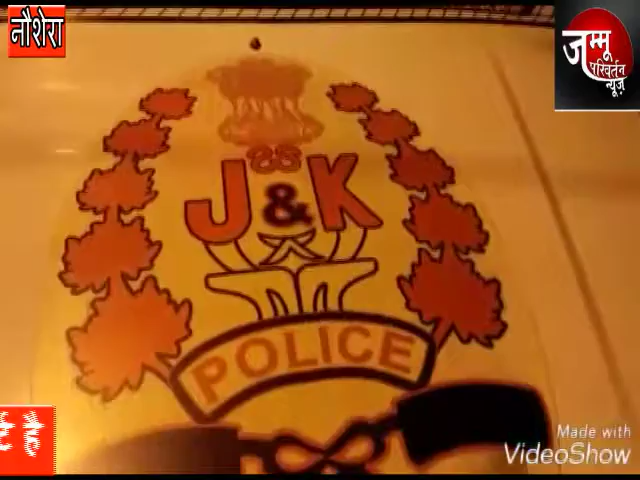 नौशेरा
जम्मू
परिवर्तन
न्यूज़
J&K
POLICE
है
Made with
VideoShow